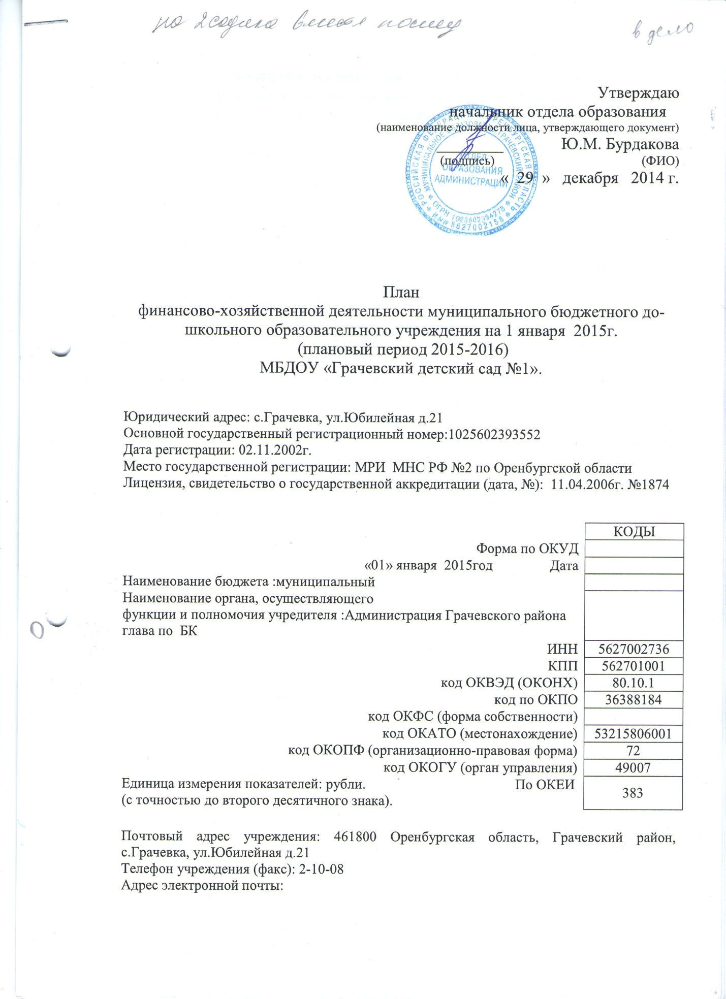 в дело
Утверждаю
начальник отдела образования
(наименование должности лица, утверждающего документ)
Ю.М. Бурдакова
(подпись) (ФИО)
« 29 » декабря 2014 г.
РОССИЙСКАЯ ФЕДЕРАЦИЯ * ОРЕНБУРГСКАЯ ОБЛАСТЬ *
МУНИЦИПАЛЬНОЕ ОБРАЗОВАНИЕ ГРАЧЕВСКИЙ РАЙОН
ОТДЕЛ
ОБРАЗОВАНИЯ
АДМИНИСТРАЦИИ
* ОГРН 1025602394278 *
* ИНН 5627002158 *
План
финансово-хозяйственной деятельности муниципального бюджетного до-
школьного образовательного учреждения на 1 января 2015г.
(плановый период 2015-2016)
МБДОУ «Грачевский детский сад №1».
Юридический адрес: с.Грачевка, ул.Юбилейная д.21
Основной государственный регистрационный номер:1025602393552
Дата регистрации: 02.11.2002г.
Место государственной регистрации: МРИ МНС РФ №2 по Оренбургской области
Лицензия, свидетельство о государственной аккредитации (дата, №): 11.04.2006г. №1874
КОДЫ
Форма по ОКУД
«01» января 2015год Дата
Наименование бюджета :муниципальный
Наименование органа, осуществляющего
функции и полномочия учредителя :Администрация Грачевского района
глава по БК
ИНН 5627002736
КПП 562701001
код ОКВЭД (ОКОНХ) 80.10.1
код по ОКПО 36388184
код ОКФС (форма собственности)
код ОКАТО (местонахождение) 53215806001
код ОКОПФ (организационно-правовая форма) 72
код ОКОГУ (орган управления) 49007
Единица измерения показателей: рубли. По ОКЕИ 383
(с точностью до второго десятичного знака).
Почтовый адрес учреждения: 461800 Оренбургская область, Грачевский район,
с.Грачевка, ул.Юбилейная д.21
Телефон учреждения (факс): 2-10-08
Адрес электронной почты: